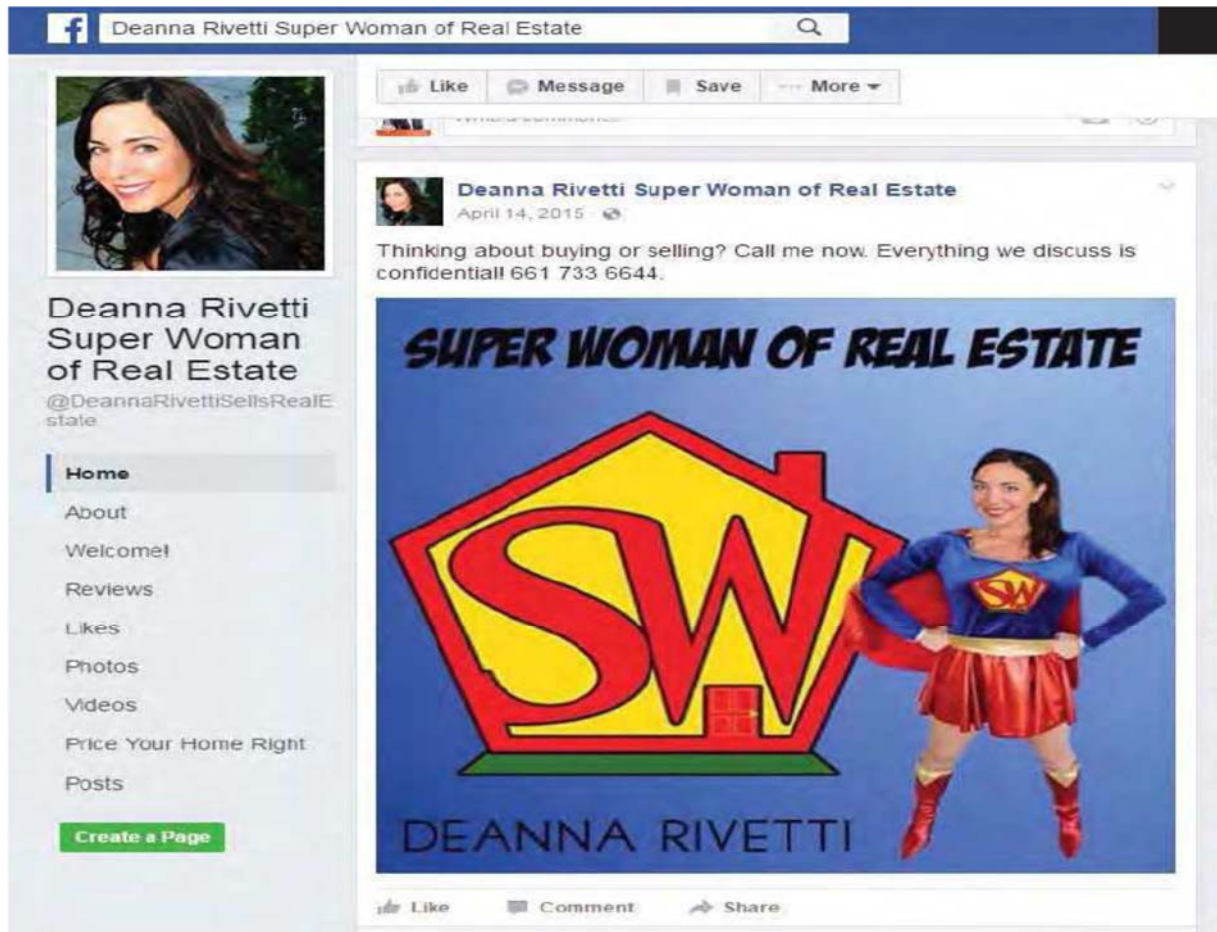 Deanna Rivetti Super Woman of Real Estate
Like Message Save More
Deanna Rivetti Super Woman of Real Estate
April 14, 2015
Thinking about buying or selling? Call me now. Everything we discuss is
confidential! 661 733 6644.
SUPER WOMAN OF REAL ESTATE
SW
SW
DEANNA RIVETTI
Like Comment Share
Deanna Rivetti
Super Woman
of Real Estate
@DeannaRivettiSellsRealE
state
Home
About
Welcome!
Reviews
Likes
Photos
Videos
Price Your Home Right
Posts
Create a Page